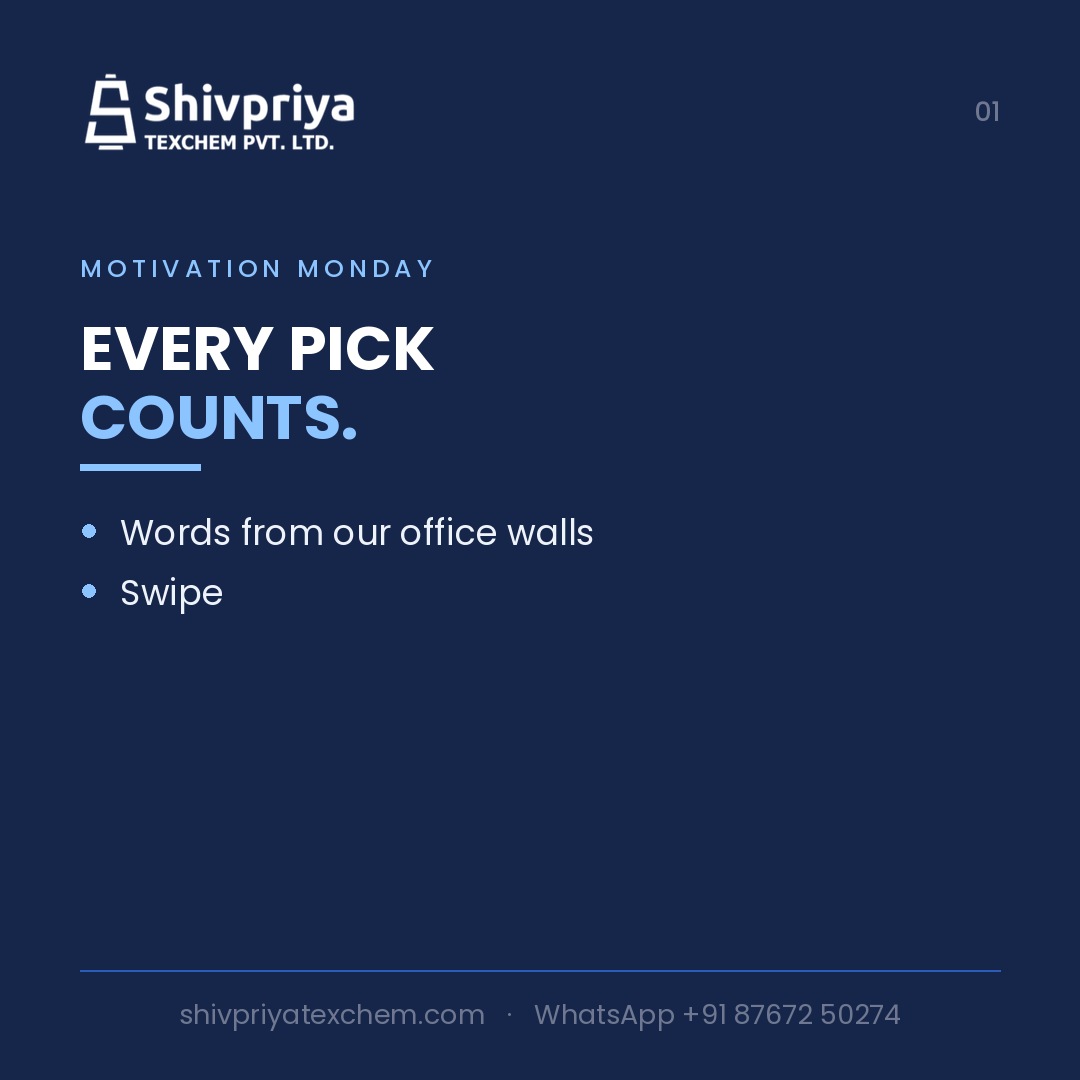 Shivpriya
TEXCHEM PVT. LTD.
01
MOTIVATION MONDAY
EVERY PICK
COUNTS.
• Words from our office walls
• Swipe
shivpriyatexchem.com · WhatsApp +91 87672 50274